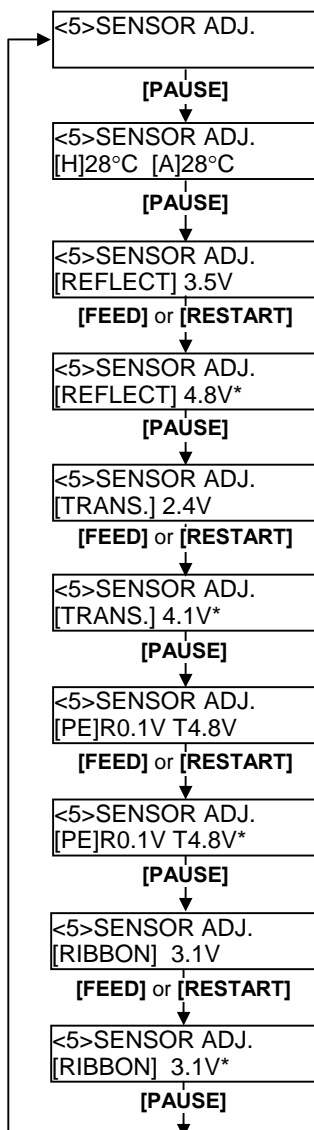 <5>SENSOR ADJ.
[PAUSE]
<5>SENSOR ADJ.
[H]28°C [A]28°C
[PAUSE]
<5>SENSOR ADJ.
[REFLECT] 3.5V
[FEED] or [RESTART]
<5>SENSOR ADJ.
[REFLECT] 4.8V*
[PAUSE]
<5>SENSOR ADJ.
[TRANS.] 2.4V
[FEED] or [RESTART]
<5>SENSOR ADJ.
[TRANS.] 4.1V*
[PAUSE]
<5>SENSOR ADJ.
[PE]R0.1V T4.8V
[FEED] or [RESTART]
<5>SENSOR ADJ.
[PE]R0.1V T4.8V*
[PAUSE]
<5>SENSOR ADJ.
[RIBBON] 3.1V
[FEED] or [RESTART]
<5>SENSOR ADJ.
[RIBBON] 3.1V*
[PAUSE]